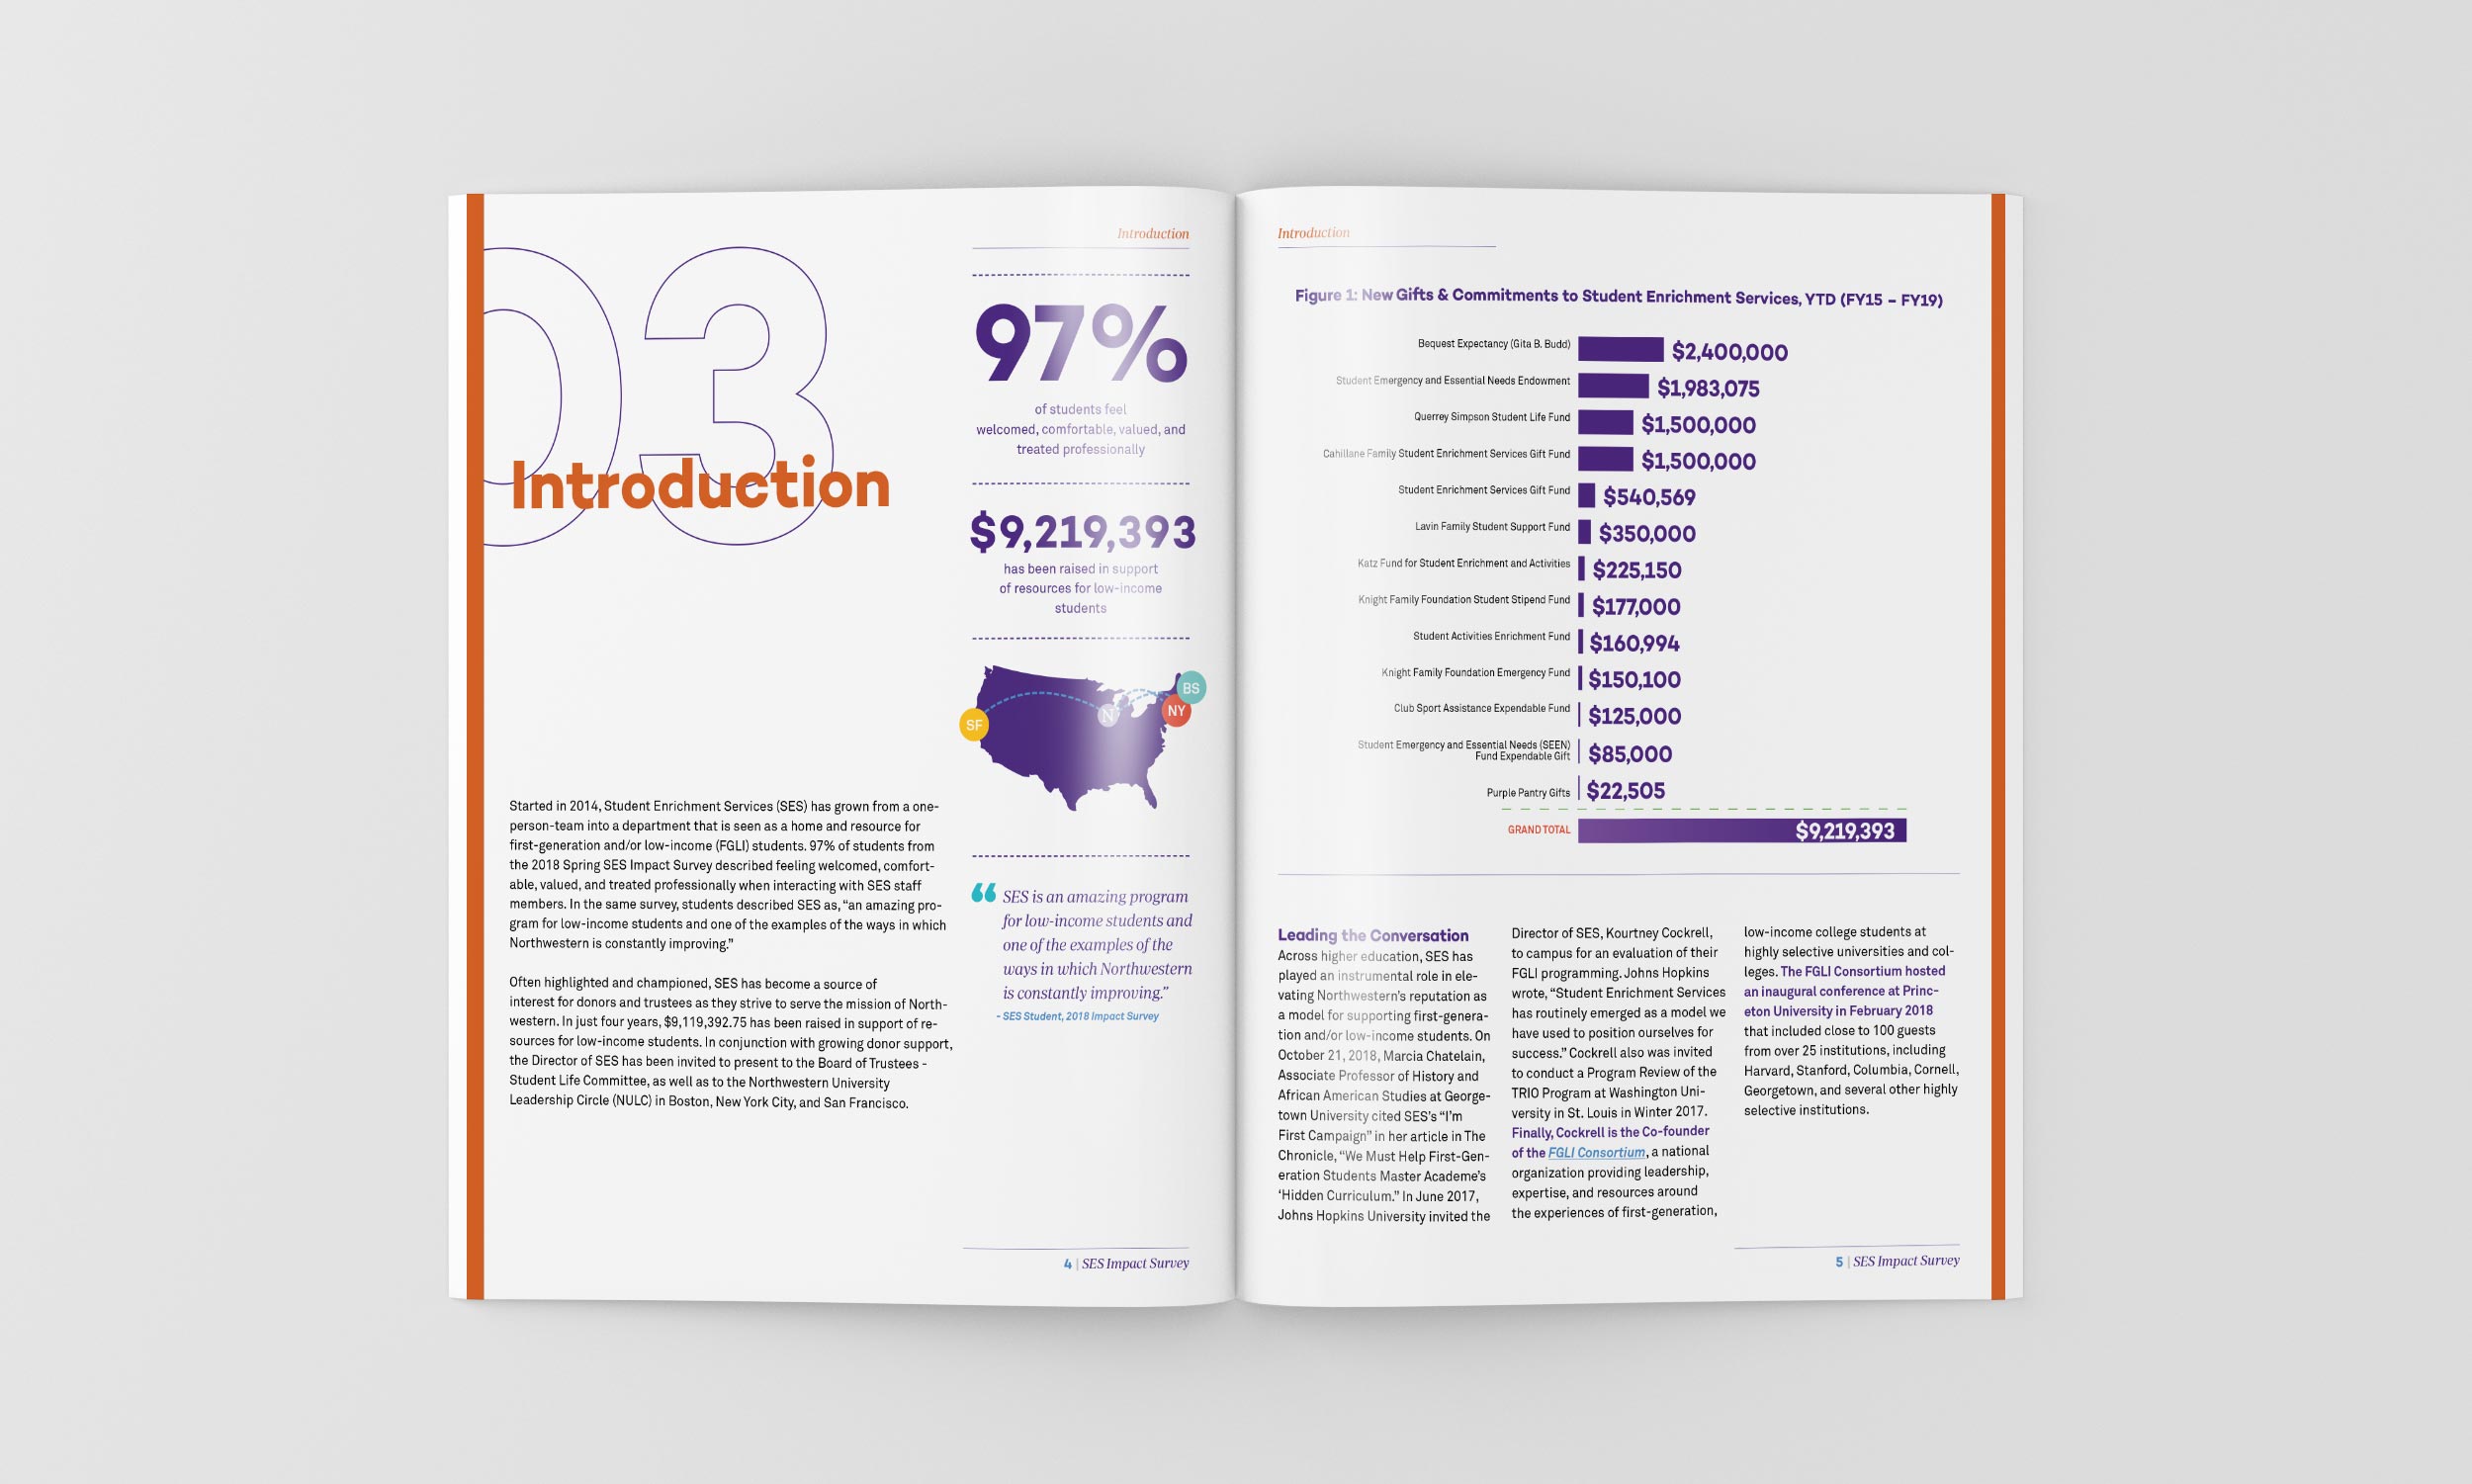 03
Introduction
Started in 2014, Student Enrichment Services (SES) has grown from a one-
person-team into a department that is seen as a home and resource for
first-generation and/or low-income (FGLI) students. 97% of students from
the 2018 Spring SES Impact Survey described feeling welcomed, comfort-
able, valued, and treated professionally when interacting with SES staff
members. In the same survey, students described SES as, “an amazing pro-
gram for low-income students and one of the examples of the ways in which
Northwestern is constantly improving.”
Often highlighted and championed, SES has become a source of
interest for donors and trustees as they strive to serve the mission of North-
western. In just four years, $9,119,392.75 has been raised in support of re-
sources for low-income students. In conjunction with growing donor support,
the Director of SES has been invited to present to the Board of Trustees -
Student Life Committee, as well as to the Northwestern University
Leadership Circle (NULC) in Boston, New York City, and San Francisco.
Introduction
97%
of students feel
welcomed, comfortable, valued, and
treated professionally
$9,219,393
has been raised in support
of resources for low-income
students
SF
N
NY
BS
“ SES is an amazing program
for low-income students and
one of the examples of the
ways in which Northwestern
is constantly improving.”
- SES Student, 2018 Impact Survey
4 | SES Impact Survey
Introduction
Figure 1: New Gifts & Commitments to Student Enrichment Services, YTD (FY15 – FY19)
Bequest Expectancy (Gita B. Budd) $2,400,000
Student Emergency and Essential Needs Endowment $1,983,075
Querrey Simpson Student Life Fund $1,500,000
Cahillane Family Student Enrichment Services Gift Fund $1,500,000
Student Enrichment Services Gift Fund $540,569
Lavin Family Student Support Fund $350,000
Katz Fund for Student Enrichment and Activities $225,150
Knight Family Foundation Student Stipend Fund $177,000
Student Activities Enrichment Fund $160,994
Knight Family Foundation Emergency Fund $150,100
Club Sport Assistance Expendable Fund $125,000
Student Emergency and Essential Needs (SEEN)
Fund Expendable Gift $85,000
Purple Pantry Gifts $22,505
GRAND TOTAL $9,219,393
Leading the Conversation
Across higher education, SES has
played an instrumental role in ele-
vating Northwestern’s reputation as
a model for supporting first-genera-
tion and/or low-income students. On
October 21, 2018, Marcia Chatelain,
Associate Professor of History and
African American Studies at George-
town University cited SES’s “I’m
First Campaign” in her article in The
Chronicle, “We Must Help First-Gen-
eration Students Master Academe’s
‘Hidden Curriculum.” In June 2017,
Johns Hopkins University invited the
Director of SES, Kourtney Cockrell,
to campus for an evaluation of their
FGLI programming. Johns Hopkins
wrote, “Student Enrichment Services
has routinely emerged as a model we
have used to position ourselves for
success.” Cockrell also was invited
to conduct a Program Review of the
TRIO Program at Washington Uni-
versity in St. Louis in Winter 2017.
Finally, Cockrell is the Co-founder
of the FGLI Consortium, a national
organization providing leadership,
expertise, and resources around
the experiences of first-generation,
low-income college students at
highly selective universities and col-
leges. The FGLI Consortium hosted
an inaugural conference at Princ-
eton University in February 2018
that included close to 100 guests
from over 25 institutions, including
Harvard, Stanford, Columbia, Cornell,
Georgetown, and several other highly
selective institutions.
5 | SES Impact Survey